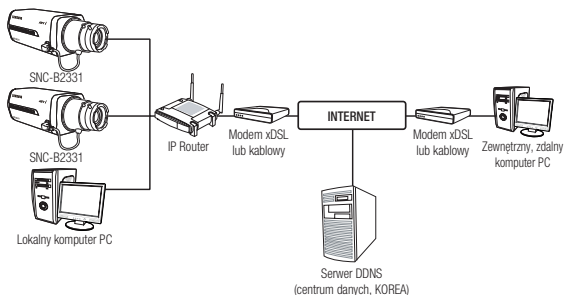 SNC-B2331
SNC-B2331
Lokalny komputer PC
IP Router
Modem xDSL
lub kablowy
INTERNET
Modem xDSL
lub kablowy
Zewnętrzny, zdalny
komputer PC
Serwer DDNS
(centrum danych, KOREA)